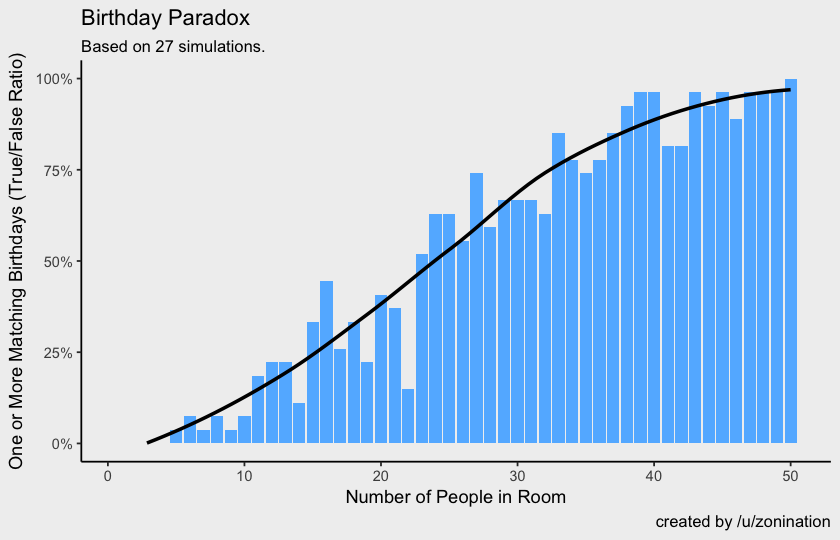 Birthday Paradox
Based on 27 simulations.
One or More Matching Birthdays (True/False Ratio)
100%
75%
50%
25%
0%
0 10 20 30 40 50
Number of People in Room
created by /u/zonination